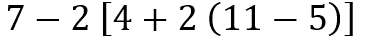 7 − 2 [4 + 2 (11 − 5)]